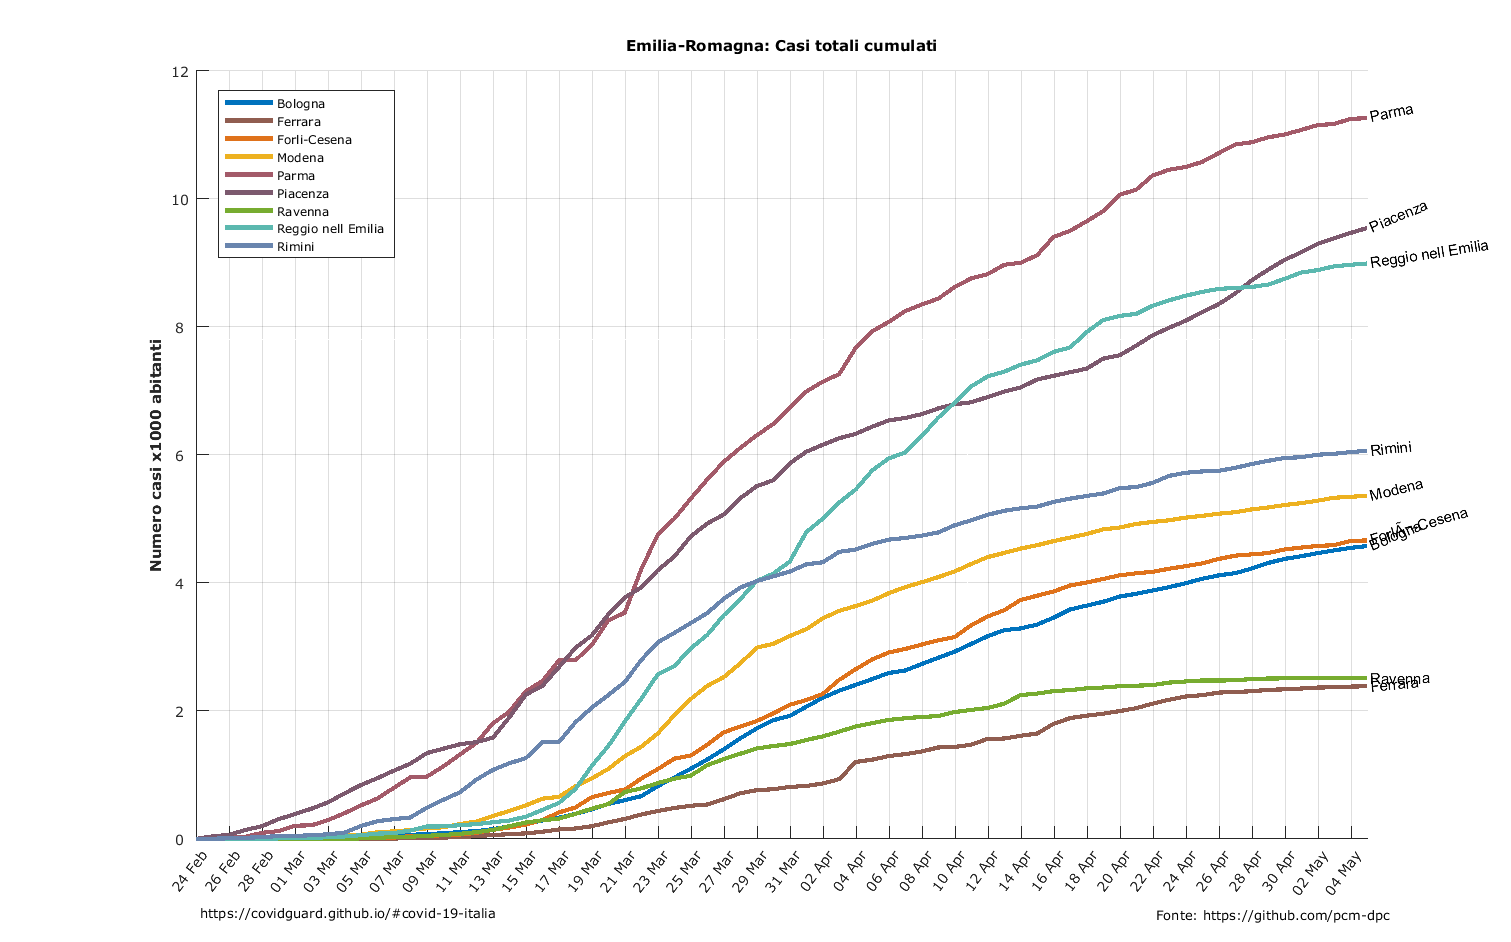 Emilia-Romagna: Casi totali cumulati
12
10
8
6
4
2
0
Numero casi x1000 abitanti
Bologna
Ferrara
Forli-Cesena
Modena
Parma
Piacenza
Ravenna
Reggio nell Emilia
Rimini
Parma
Piacenza
Reggio nell Emilia
Rimini
Modena
Bologna
Ravenna
Ferrara
24 Feb
26 Feb
28 Feb
01 Mar
03 Mar
05 Mar
07 Mar
09 Mar
11 Mar
13 Mar
15 Mar
17 Mar
19 Mar
21 Mar
23 Mar
25 Mar
27 Mar
29 Mar
31 Mar
02 Apr
04 Apr
06 Apr
08 Apr
10 Apr
12 Apr
14 Apr
16 Apr
18 Apr
20 Apr
22 Apr
24 Apr
26 Apr
28 Apr
30 Apr
02 May
04 May
https://covidguard.github.io/#covid-19-italia
Fonte: https://github.com/pcm-dpc